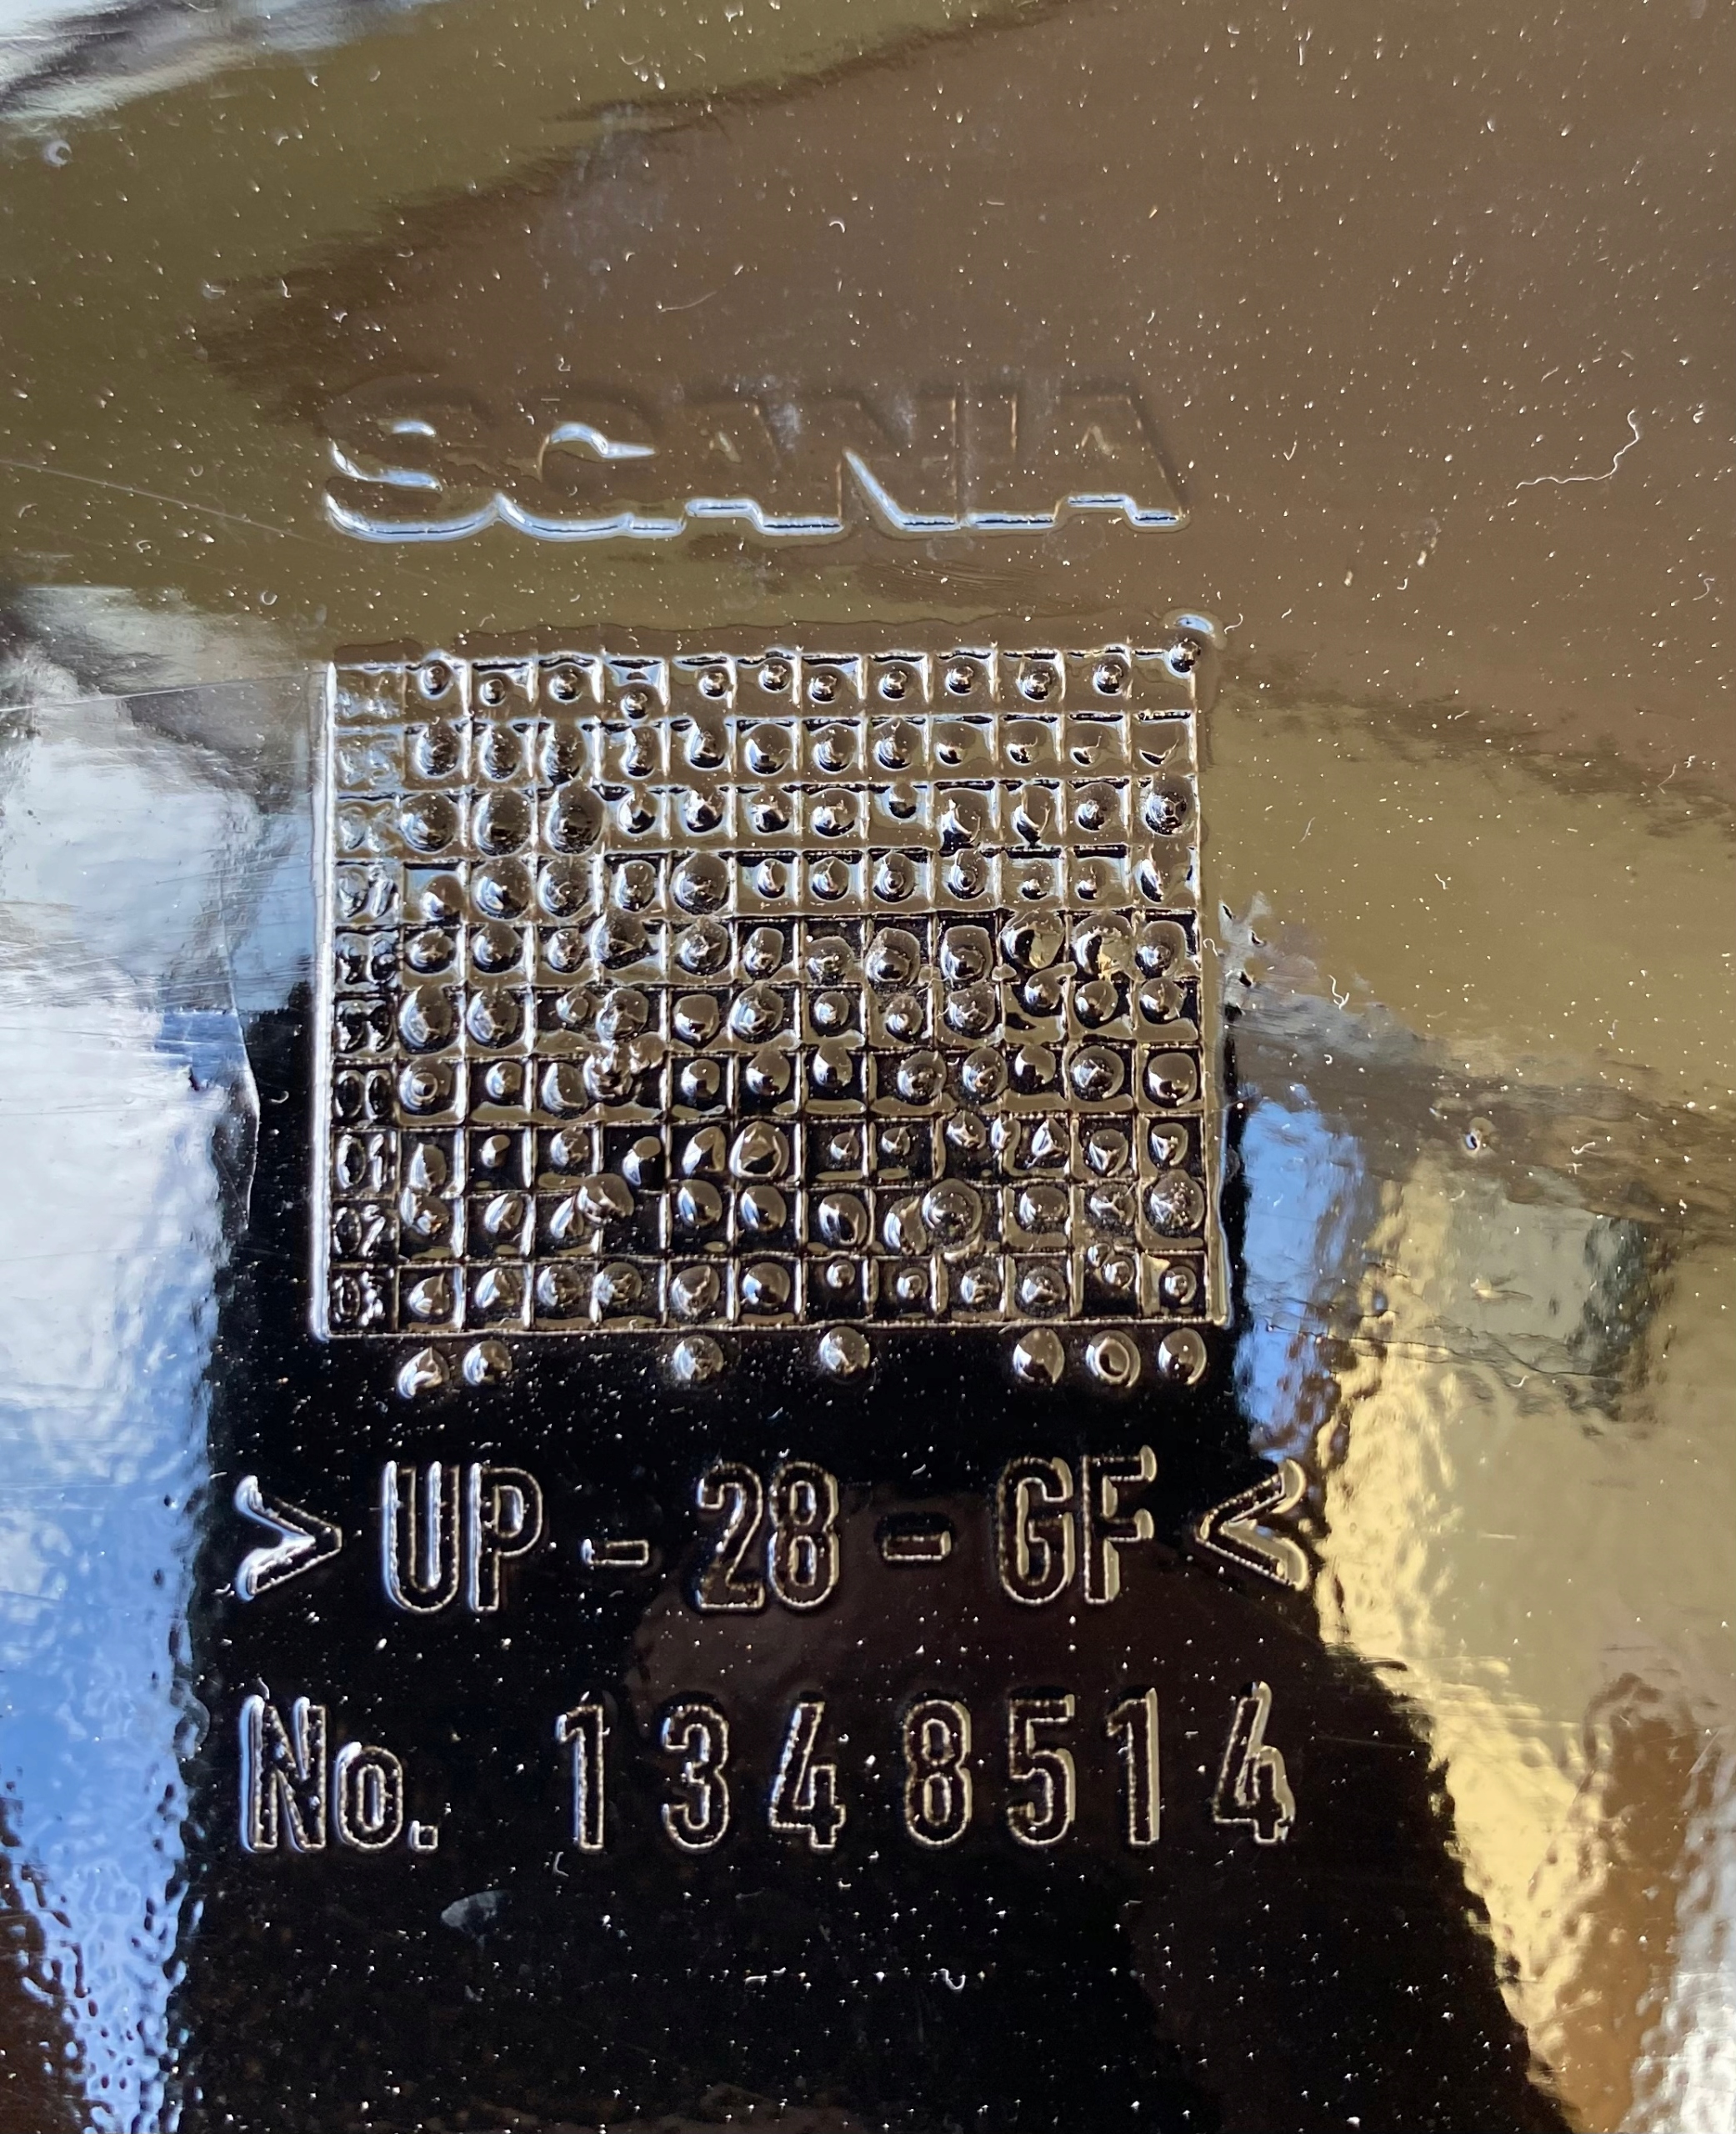 SCANIA
> UP - 28 - GF <
No. 1348514